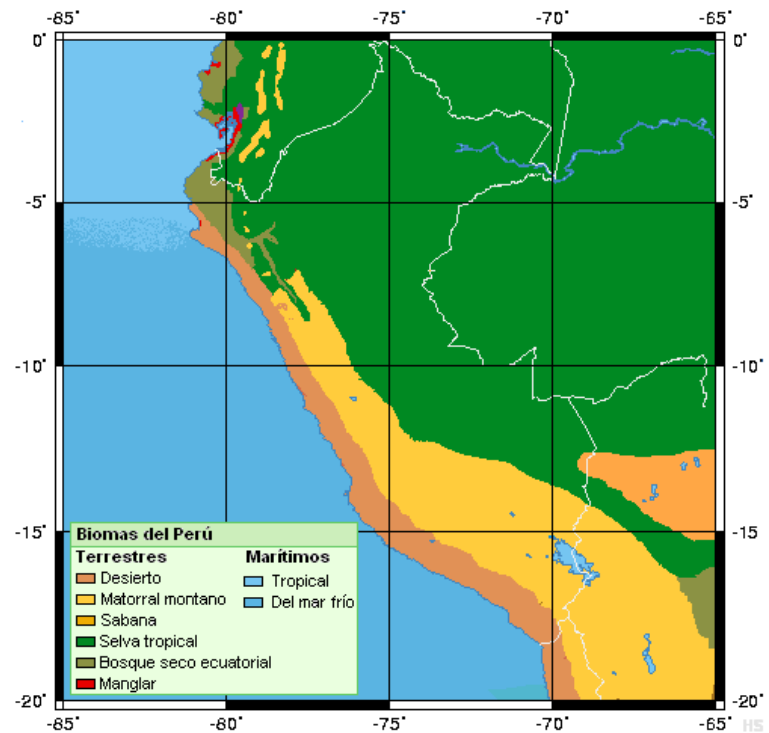 -85° -80° -75° -70° -65°
0° 0°
-5° -5°
-10° -10°
-15° -15°
Biomas del Perú
Terrestres Marítimos
Desierto Tropical
Matorral montano Del mar frío
Sabana
Selva tropical
Bosque seco ecuatorial
Manglar
-20° -20°
-85° -80° -75° -70° -65°
HS